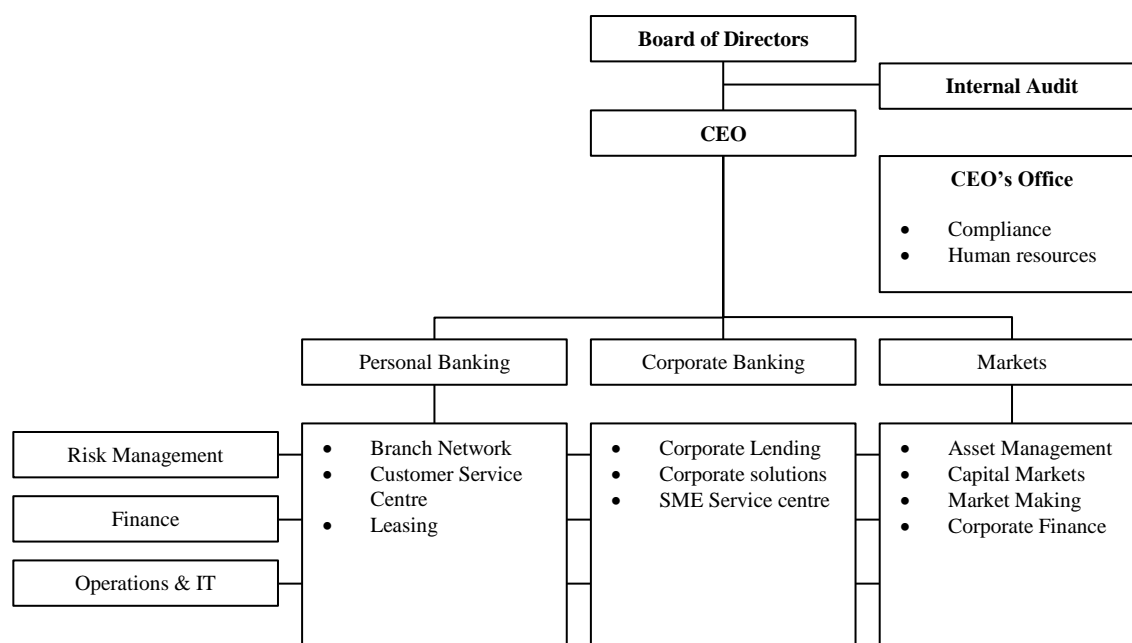 Board of Directors
Internal Audit
CEO
CEO’s Office
• Compliance
• Human resources
Personal Banking
Corporate Banking
Markets
Risk Management
Finance
Operations & IT
• Branch Network
• Customer Service
Centre
• Leasing
• Corporate Lending
• Corporate solutions
• SME Service centre
• Asset Management
• Capital Markets
• Market Making
• Corporate Finance